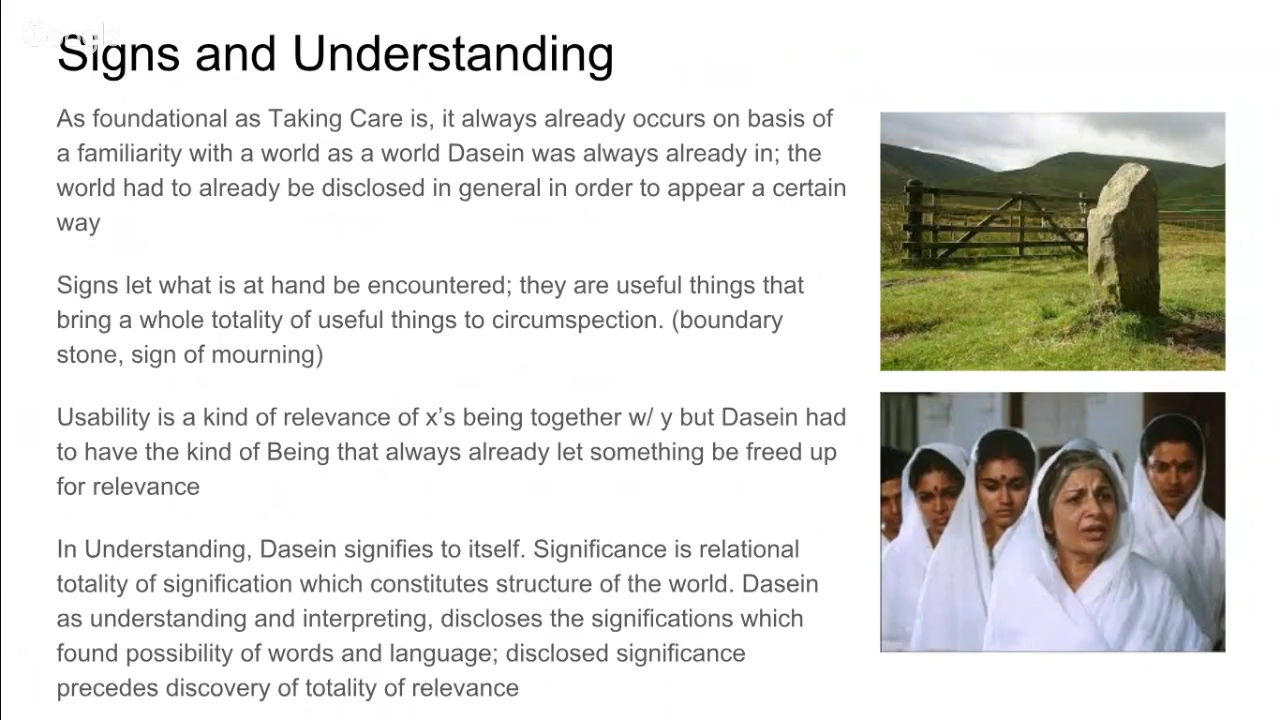 Google
Signs and Understanding
As foundational as Taking Care is, it always already occurs on basis of
a familiarity with a world as a world Dasein was always already in; the
world had to already be disclosed in general in order to appear a certain
way
Signs let what is at hand be encountered; they are useful things that
bring a whole totality of useful things to circumspection. (boundary
stone, sign of mourning)
Usability is a kind of relevance of x’s being together w/ y but Dasein had
to have the kind of Being that always already let something be freed up
for relevance
In Understanding, Dasein signifies to itself. Significance is relational
totality of signification which constitutes structure of the world. Dasein
as understanding and interpreting, discloses the significations which
found possibility of words and language; disclosed significance
precedes discovery of totality of relevance